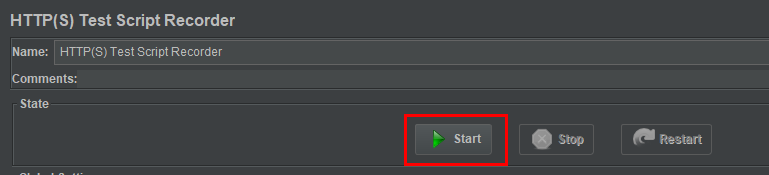 HTTP(S) Test Script Recorder
Name: HTTP(S) Test Script Recorder
Comments:
State
Start Stop Restart